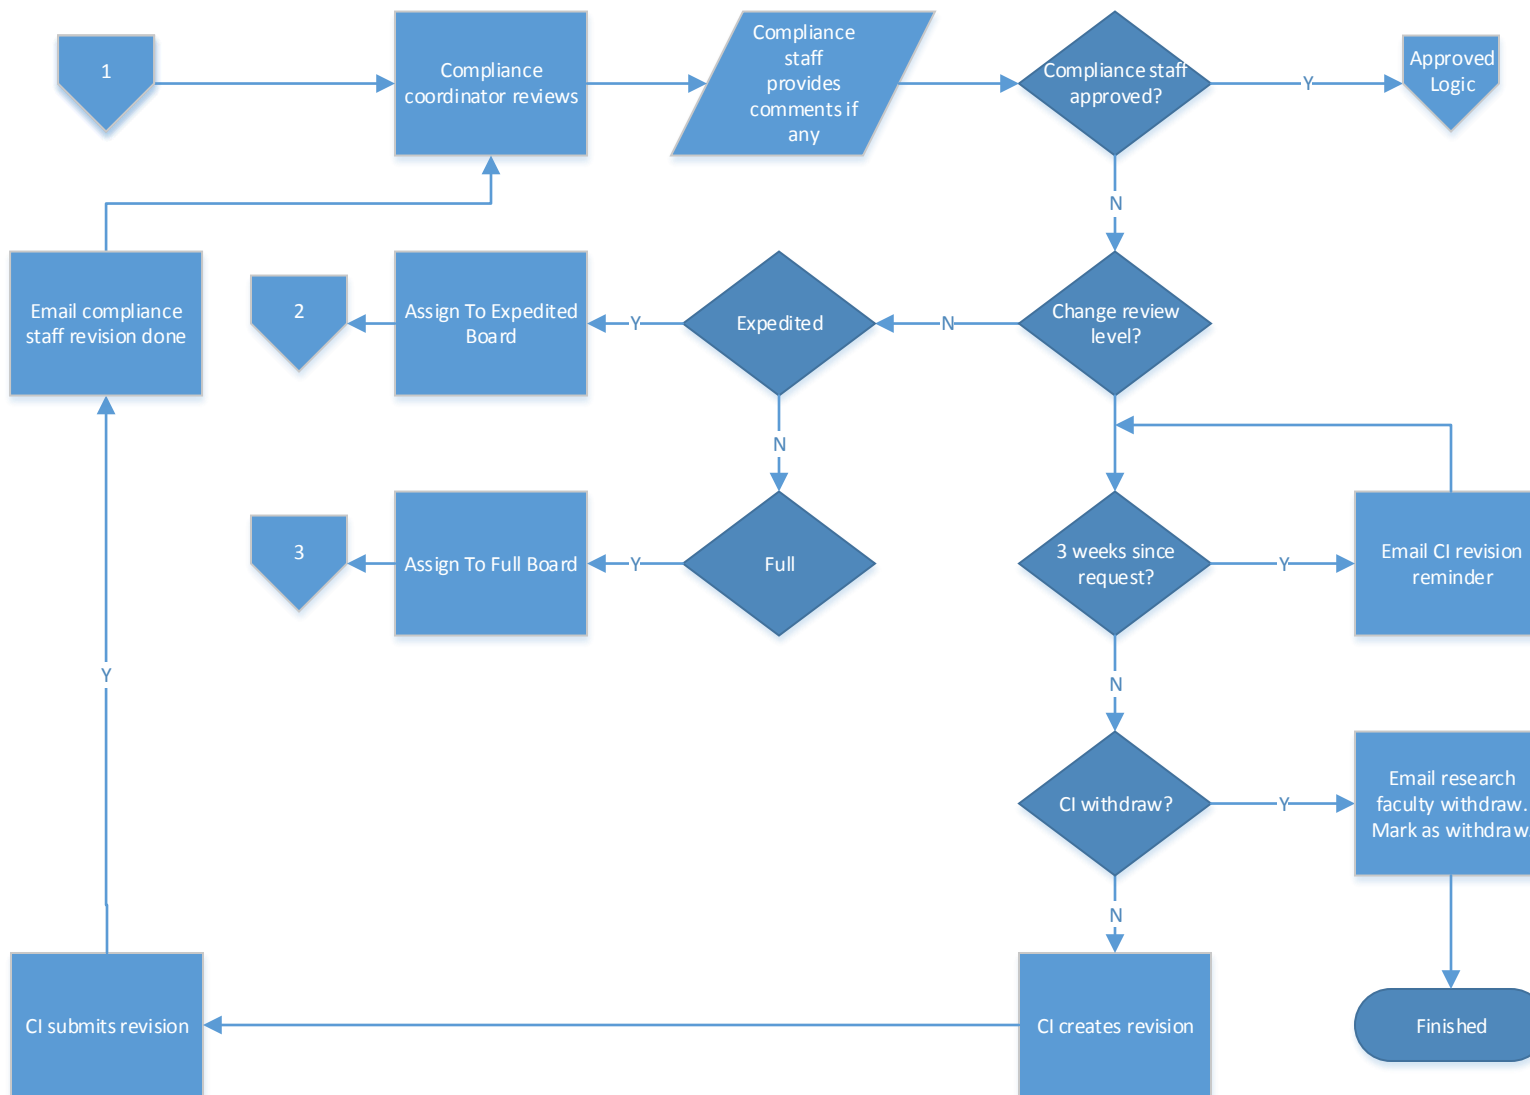 1
Compliance
coordinator reviews
Compliance
staff
provides
comments if
any
Compliance staff
approved?
Y
Approved
Logic
N
Email compliance
staff revision done
2
Assign To Expedited
Board
Y
Expedited
N
Change review
level?
N
3
Assign To Full Board
Y
Full
3 weeks since
request?
Y
Email CI revision
reminder
Y
N
CI withdraw?
Y
Email research
faculty withdraw.
Mark as withdraw
N
CI submits revision
CI creates revision
Finished